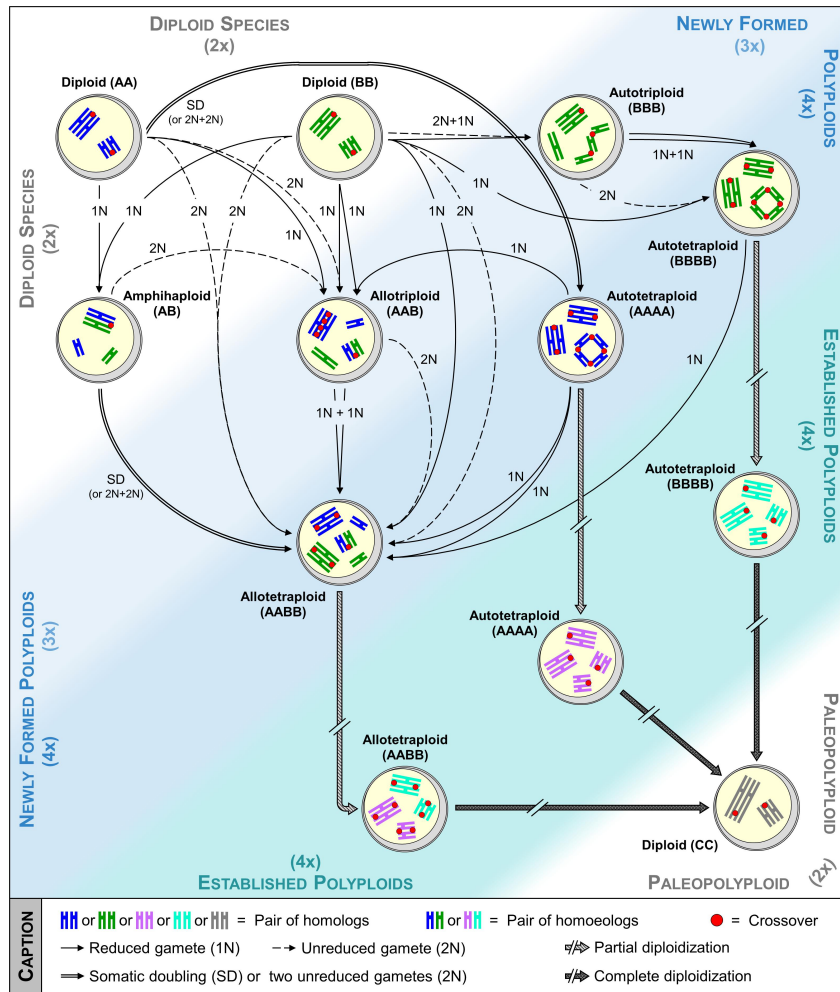 DIPLOID SPECIES
(2x)
NEWLY FORMED
(3x)
POLYPLOIDS
(4x)
Diploid (AA)
Diploid (BB)
Autotriploid
(BBB)
SD
(or 2N+2N)
2N+1N
1N+1N
2N
1N
2N
1N
1N
1N
2N
2N
1N
1N
1N
1N
2N
1N
2N
DIPLOID SPECIES
(2x)
Autotetraploid
(BBBB)
Amphihaploid
(AB)
Allotriploid
(AAB)
Autotetraploid
(AAAA)
2N
1N
1N + 1N
SD
(or 2N+2N)
1N
1N
ESTABLISHED POLYPLOIDS
(4x)
Autotetraploid
(BBBB)
Allotetraploid
(AABB)
Autotetraploid
(AAAA)
NEWLY FORMED POLYPLOIDS
(3x)
(4x)
Allotetraploid
(AABB)
PALEOPOLYPLOID
(2x)
Diploid (CC)
(4x)
ESTABLISHED POLYPLOIDS
PALEOPOLYPLOID
CAPTION
or or or or = Pair of homologs
or = Pair of homoeologs
= Crossover
Reduced gamete (1N)
Unreduced gamete (2N)
Partial diploidization
Somatic doubling (SD) or two unreduced gametes (2N)
Complete diploidization